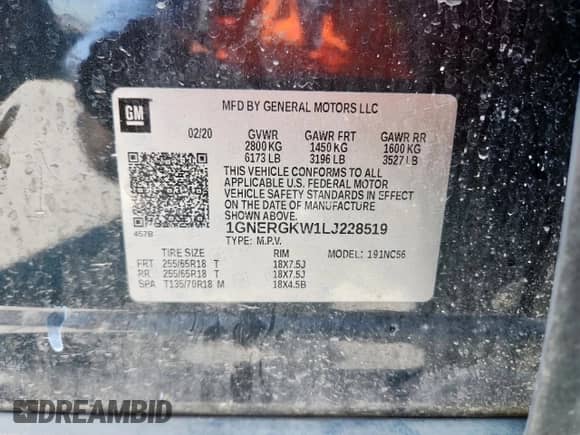 GM
MFD BY GENERAL MOTORS LLC
02/20 GVWR GAWR FRT GAWR RR
2800 KG 1450 KG 1600 KG
6173 LB 3196 LB 3527 LB
THIS VEHICLE CONFORMS TO ALL
APPLICABLE U.S. FEDERAL MOTOR
VEHICLE SAFETY STANDARDS IN EFFECT
ON THE DATE OF MANUFACTURE
SHOWN ABOVE.
1GNERGKW1LJ228519
457B TYPE: M.P.V.
TIRE SIZE RIM MODEL: 191NC56
FRT 255/65R18 T 18X7.5J
RR 255/65R18 T 18X7.5J
SPA T135/70R18 M 18X4.5B
DREAMBID